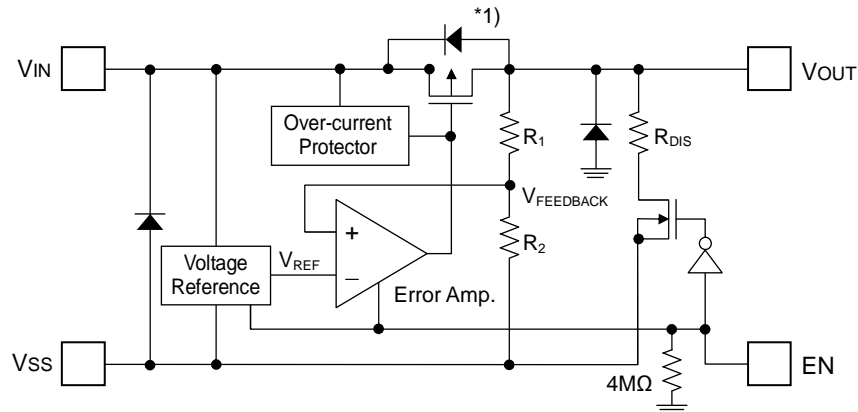 *1)
VIN
VOUT
Over-current
Protector
R1
RDIS
VFEEDBACK
+
R2
Voltage
Reference
VREF
−
Error Amp.
VSS
4MΩ
EN